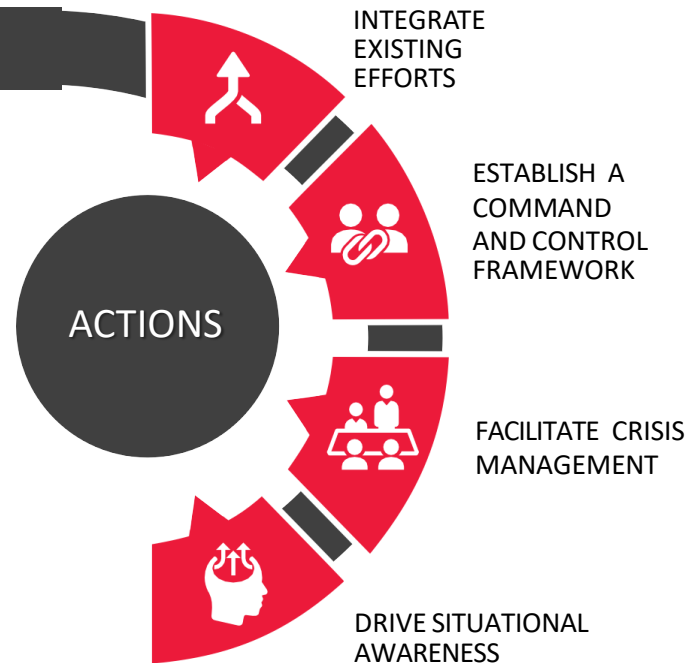 INTEGRATE
EXISTING
EFFORTS
ESTABLISH A
COMMAND
AND CONTROL
FRAMEWORK
ACTIONS
FACILITATE CRISIS
MANAGEMENT
DRIVE SITUATIONAL
AWARENESS